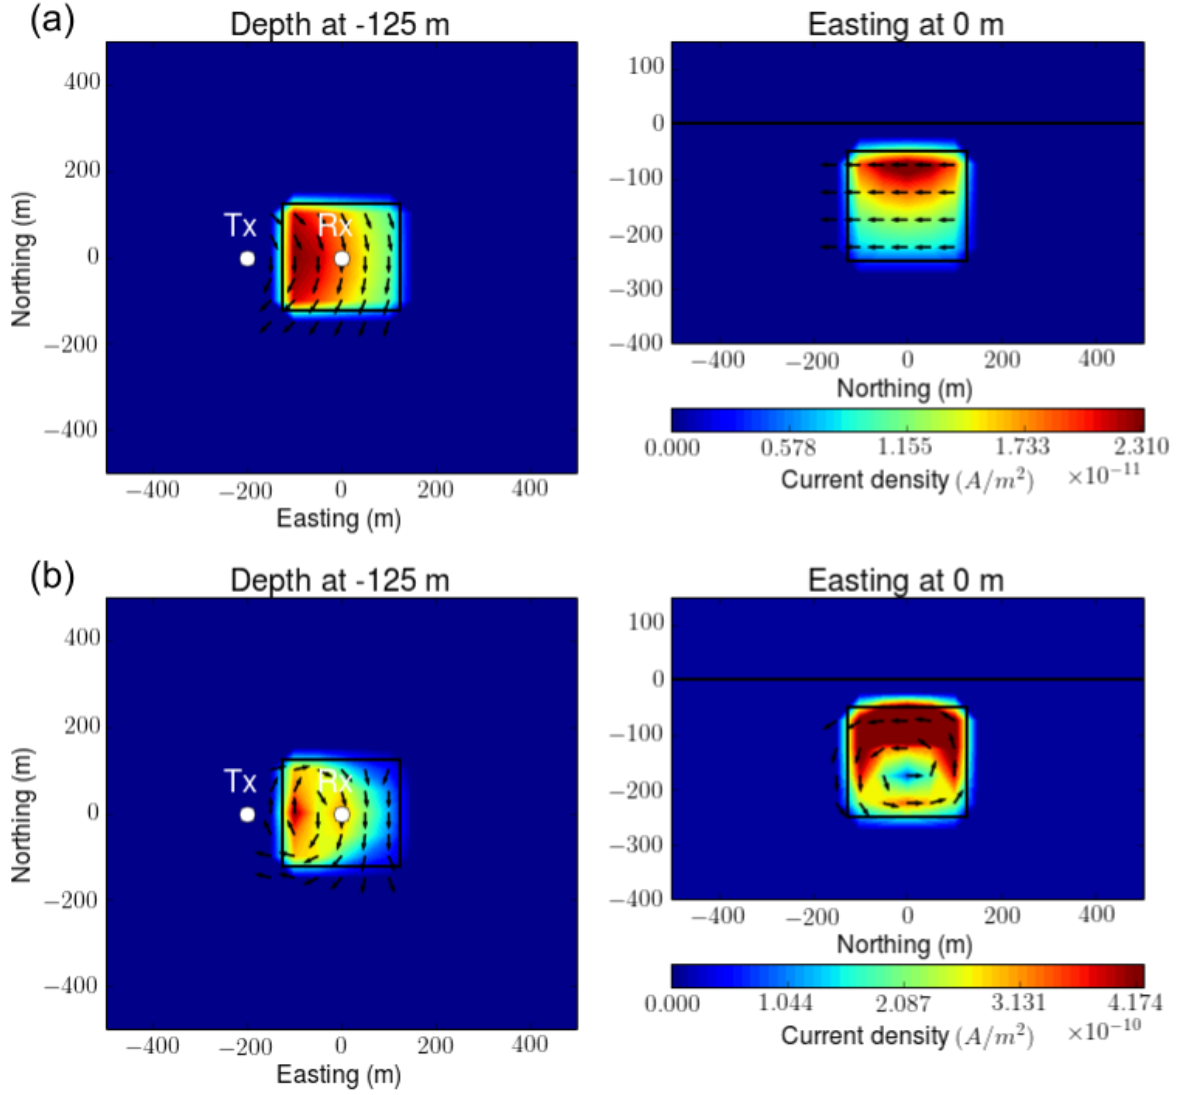 (a)
Depth at -125 m
Easting at 0 m
400
200
0
−200
−400
Northing (m)
Tx
Rx
−400 −200 0 200 400
Easting (m)
100
0
−100
−200
−300
−400
−400 −200 0 200 400
Northing (m)
0.000 0.578 1.155 1.733 2.310
Current density (A/m²) ×10⁻¹¹
(b)
Depth at -125 m
Easting at 0 m
400
200
0
−200
−400
Northing (m)
Tx
Rx
−400 −200 0 200 400
Easting (m)
100
0
−100
−200
−300
−400
−400 −200 0 200 400
Northing (m)
0.000 1.044 2.087 3.131 4.174
Current density (A/m²) ×10⁻¹⁰